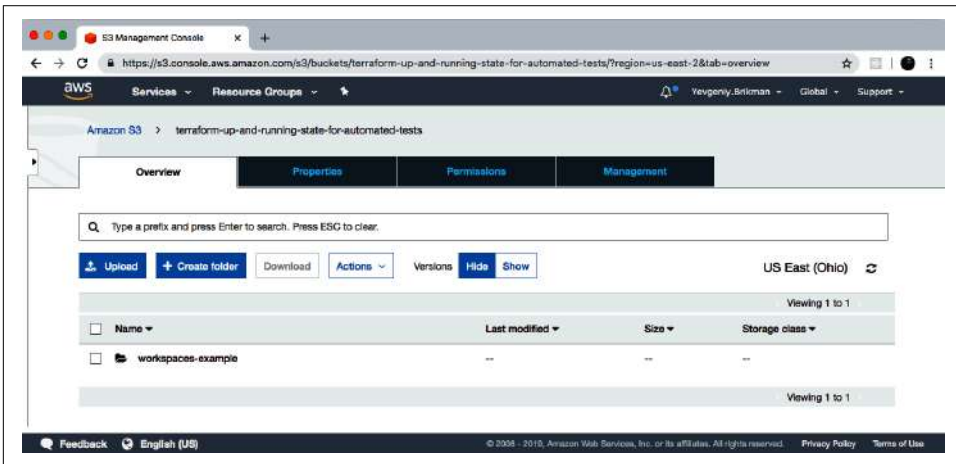 S3 Management Console
https://s3.console.aws.amazon.com/s3/buckets/terraform-up-and-running-state-for-automated-tests/?region=us-east-2&tab=overview
aws Services Resource Groups Yevgeniy.Brikman Global Support
Amazon S3 > terraform-up-and-running-state-for-automated-tests
Overview Properties Permissions Management
Type a prefix and press Enter to search. Press ESC to clear.
Upload + Create folder Download Actions Versions Hide Show US East (Ohio)
Viewing 1 to 1
Name Last modified Size Storage class
workspaces-example -- -- --
Viewing 1 to 1
Feedback English (US) © 2008 - 2019, Amazon Web Services, Inc. or its affiliates. All rights reserved. Privacy Policy Terms of Use